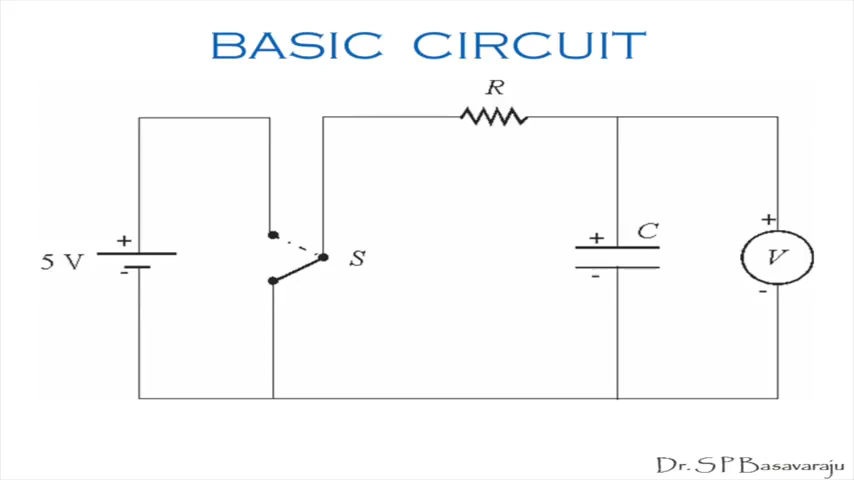 BASIC CIRCUIT
R
+
5 V
-
S
+
C
-
+
V
-
Dr. S P Basavaraju